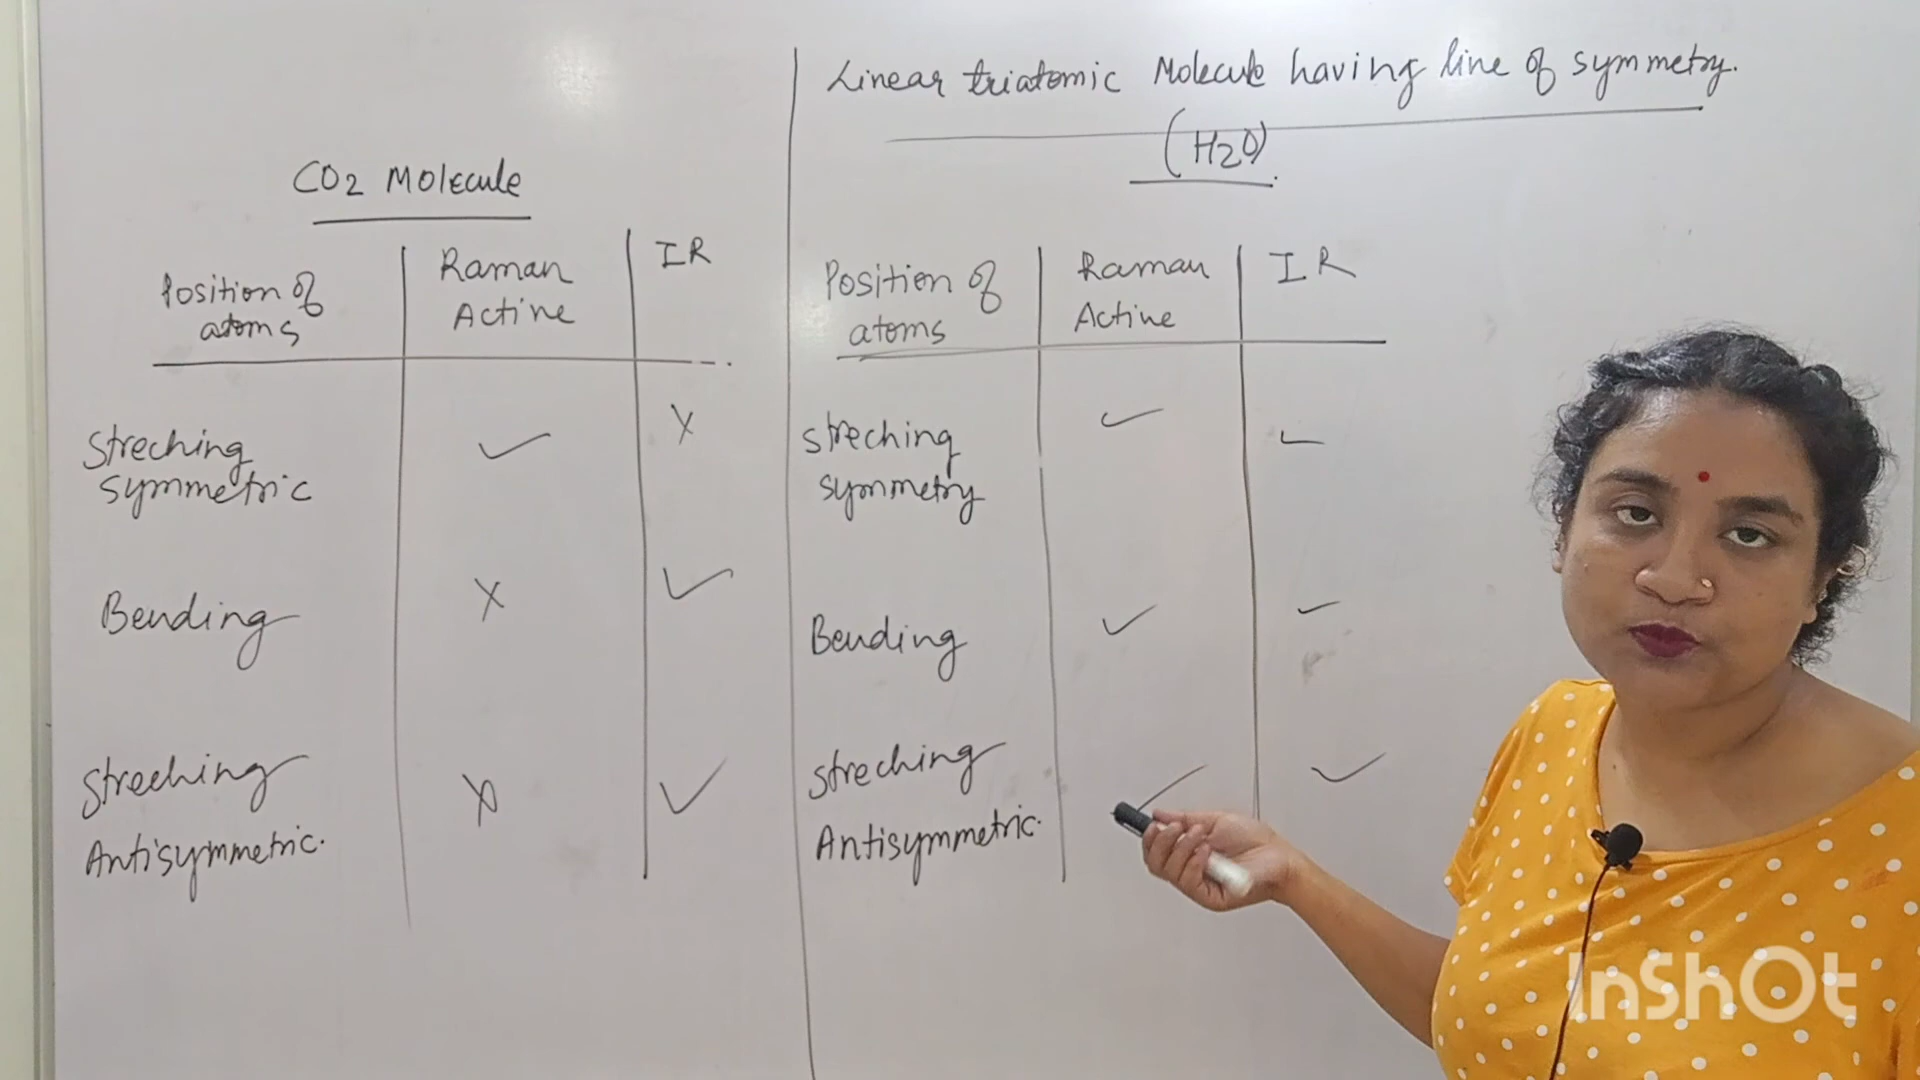 CO2 Molecule
Position of
atoms
Raman
Active
IR
Streching
symmetric
✓
X
Bending
X
✓
Streching
Antisymmetric.
X
✓
Linear triatomic Molecule having line of symmetry.
(H2O)
Position of
atoms
Raman
Active
IR
streching
symmetry
✓
✓
Bending
✓
✓
streching
Antisymmetric.
✓
✓
InShOt